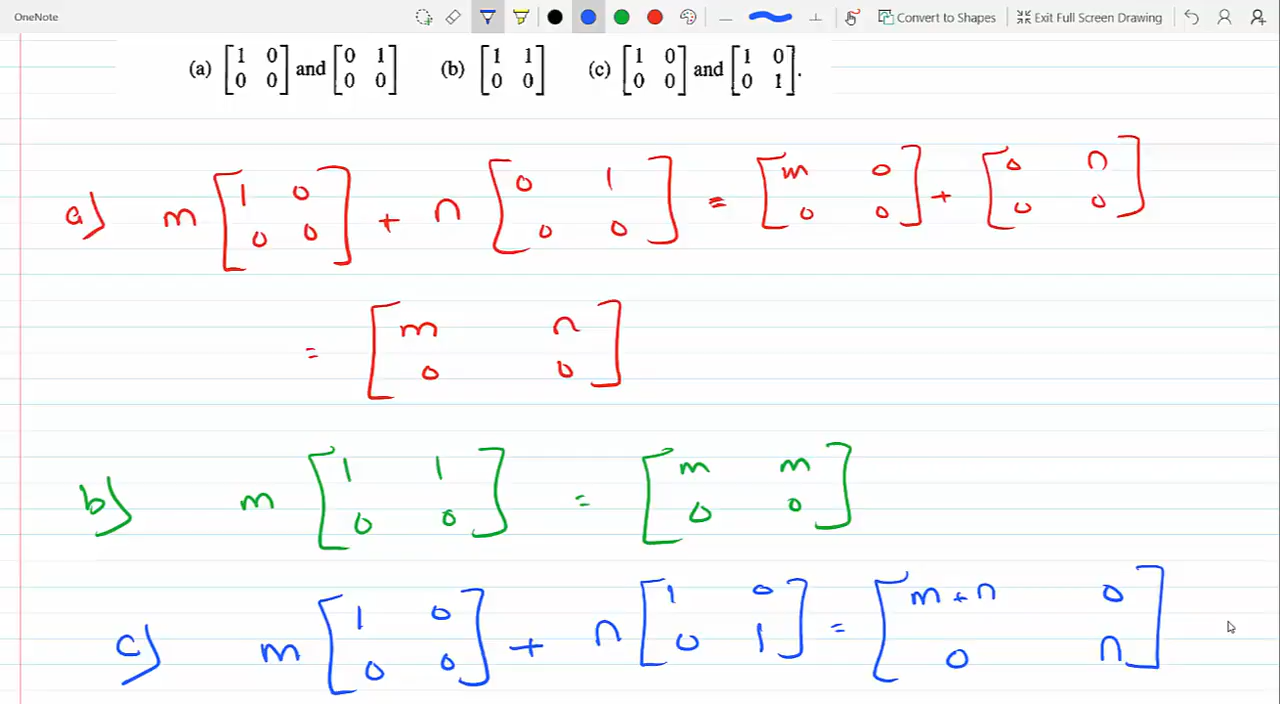 OneNote
Convert to Shapes Exit Full Screen Drawing
(a) [1 0 0 0] and [0 1 0 0] (b) [1 1 0 0] (c) [1 0 0 0] and [1 0 0 1].
a) m [1 0 0 0] + n [0 1 0 0] = [m 0 0 0] + [0 n 0 0]
= [m n 0 0]
b) m [1 1 0 0] = [m m 0 0]
c) m [1 0 0 0] + n [1 0 0 1] = [m+n 0 0 n]